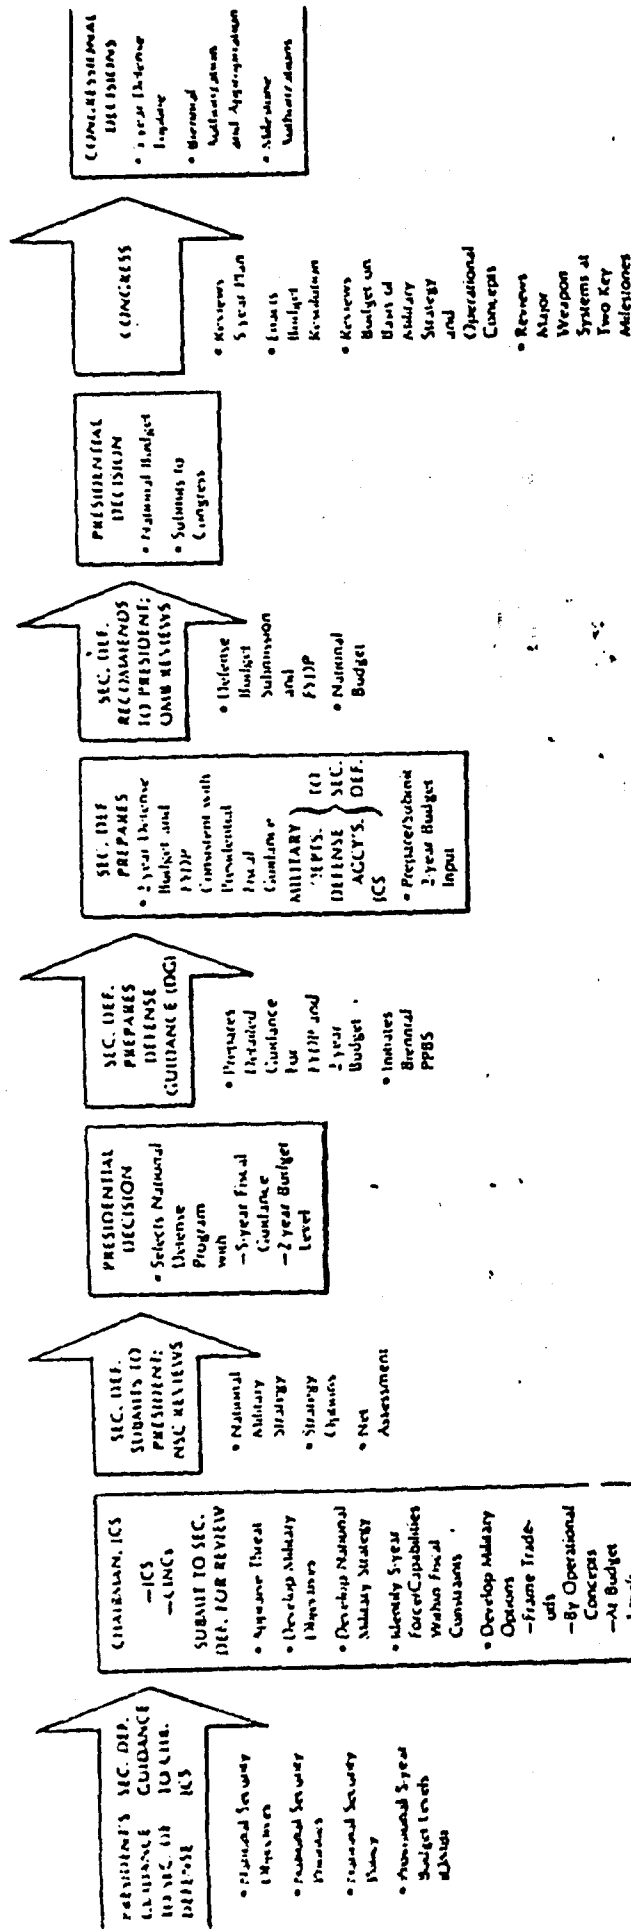 PRESIDENT'S
GUIDANCE
TO SEC. OF
DEFENSE
SEC. DEF.
GUIDANCE
TO CHR.
JCS
• National Security
Objectives
• National Security
• National Security
Policy
• Provisional 5-year
Budget Levels
CHAIRMAN, JCS
—JCS
—CINCs
SUBMIT TO SEC.
DEF. FOR REVIEW
• Appraise Threat
• Develop Military
Objectives
• Develop National
Military Strategy
• Identify 5-year
Force/Capabilities
Within Fiscal
Constraints
• Develop Military
Options
—Frame Trade-
offs
—By Operational
Concepts
—At Budget
Levels
SEC. DEF.
SUBMITS TO
PRESIDENT:
NSC REVIEWS
• National
Military
Strategy
• Strategy
Options
• Net
Assessment
PRESIDENTIAL
DECISION
• Selects National
Defense
Program
with
—5-year Fiscal
Guidance
—2 year Budget
Level
SEC. DEF.
PREPARES
DEFENSE
GUIDANCE (DG)
• Prepares
Detailed
Guidance
For
FYDP and
2-year
Budget
• Initiates
Biennial
PPBS
SEC. DEF.
PREPARES
• 2-year Defense
Budget and
FYDP
Consistent with
Presidential
Fiscal
Guidance
MILITARY
DEPTS.
DEFENSE
AGCY'S.
JCS
TO
SEC.
DEF.
• Prepare/Submit
2-year Budget
Input
SEC. DEF.
RECOMMENDS
TO PRESIDENT:
OMB REVIEWS
• Defense
Budget
Submission
and
FYDP
• National
Budget
PRESIDENTIAL
DECISION
• National Budget
• Submits to
Congress
CONGRESS
• Reviews
5 year Plan
• Enacts
Budget
Resolution
• Reviews
Budget on
Basis of
Military
Strategy
and
Operational
Concepts
• Reviews
Major
Weapon
Systems at
Two Key
Milestones
CONGRESSIONAL
DECISIONS
• 5-year Defense
• Biennial
Authorization
and Appropriation
• Milestone
Authorizations